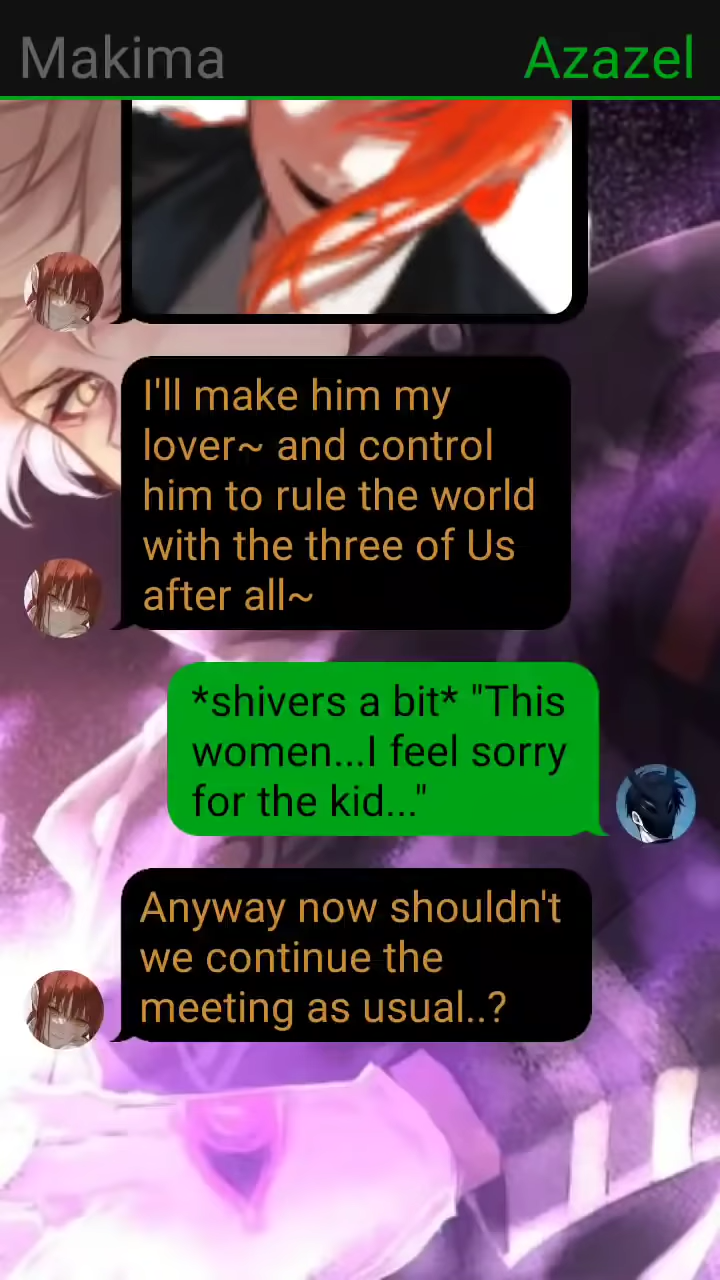 Makima Azazel
I'll make him my
lover~ and control
him to rule the world
with the three of Us
after all~
*shivers a bit* "This
women...I feel sorry
for the kid..."
Anyway now shouldn't
we continue the
meeting as usual..?